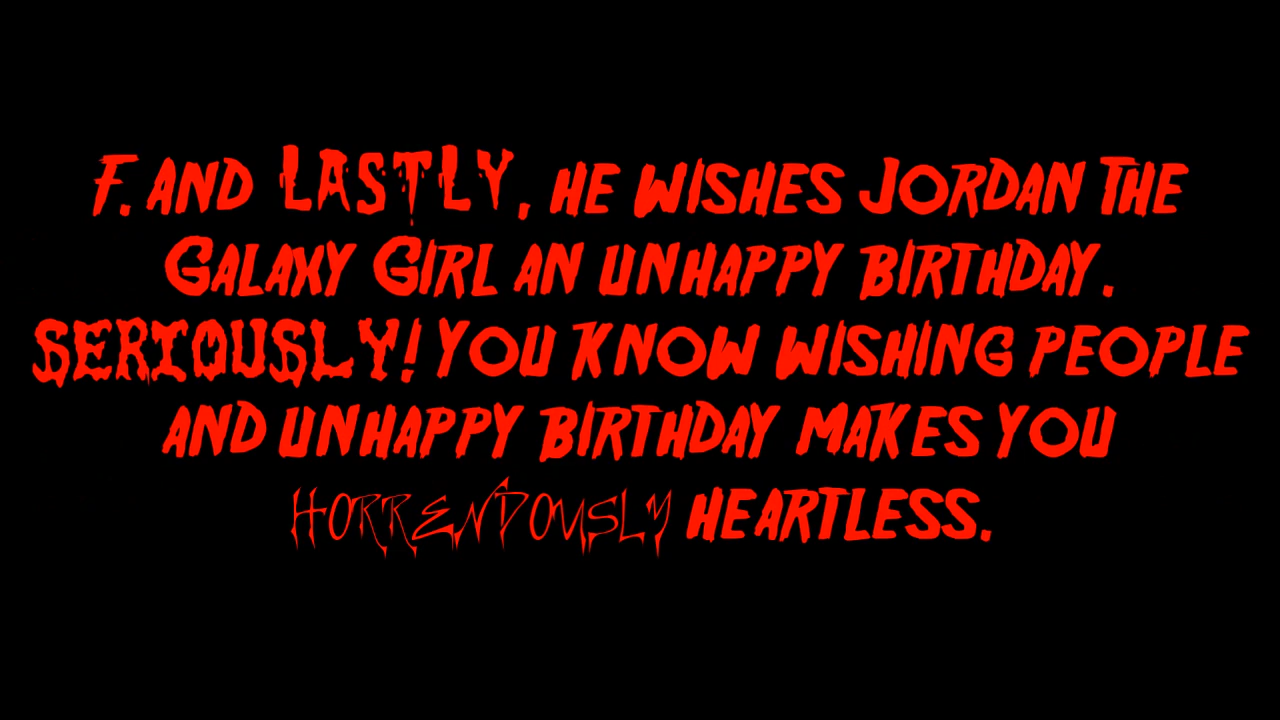 F. AND LASTLY, HE WISHES JORDAN THE
GALAXY GIRL AN UNHAPPY BIRTHDAY.
SERIOUSLY! YOU KNOW WISHING PEOPLE
AND UNHAPPY BIRTHDAY MAKES YOU
HORRENDOUSLY HEARTLESS.